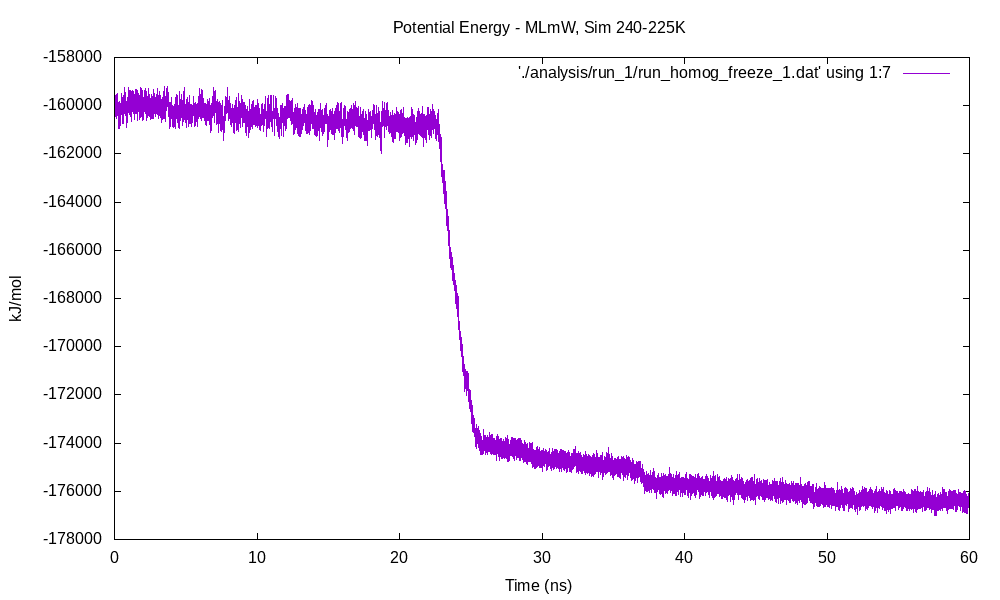 Potential Energy - MLmW, Sim 240-225K
'./analysis/run_1/run_homog_freeze_1.dat' using 1:7
-158000
-160000
-162000
-164000
-166000
-168000
-170000
-172000
-174000
-176000
-178000
kJ/mol
0 10 20 30 40 50 60
Time (ns)